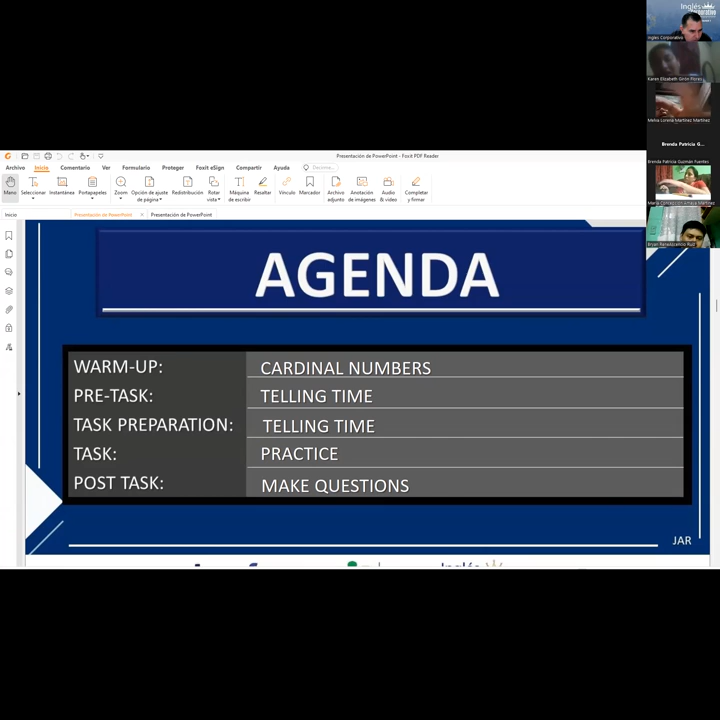 Inglés
Corporativo
Ingles Corporativo
Karen Elizabeth Girón Flores
Melva Lorena Martínez Martínez
Brenda Patricia G...
Brenda Patricia Guzmán Fuentes
Presentación de PowerPoint - Foxit PDF Reader
Archivo Inicio Comentario Ver Formulario Proteger Foxit eSign Compartir Ayuda
Mano Seleccionar Instantánea Portapapeles Zoom Opción de ajuste de página Redistribución Rotar vista Máquina de escribir Resaltar Vínculo Marcador Archivo adjunto Anotación de imágenes Audio & vídeo Completar y firmar
Inicio Presentación de PowerPoint Presentación de PowerPoint
AGENDA
WARM-UP: CARDINAL NUMBERS
PRE-TASK: TELLING TIME
TASK PREPARATION: TELLING TIME
TASK: PRACTICE
POST TASK: MAKE QUESTIONS
JAR